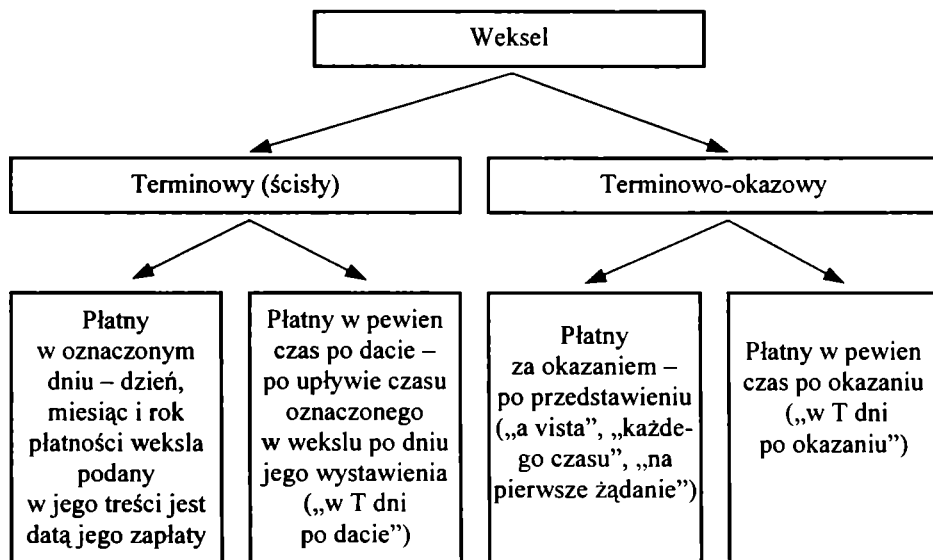 Weksel
Terminowy (ścisły)
Terminowo-okazowy
Płatny
w oznaczonym
dniu – dzień,
miesiąc i rok
płatności weksla
podany
w jego treści jest
datą jego zapłaty
Płatny w pewien
czas po dacie –
po upływie czasu
oznaczonego
w wekslu po dniu
jego wystawienia
(„w T dni
po dacie”)
Płatny
za okazaniem –
po przedstawieniu
(„a vista”, „każde-
go czasu”, „na
pierwsze żądanie”)
Płatny w pewien
czas po okazaniu
(„w T dni
po okazaniu”)